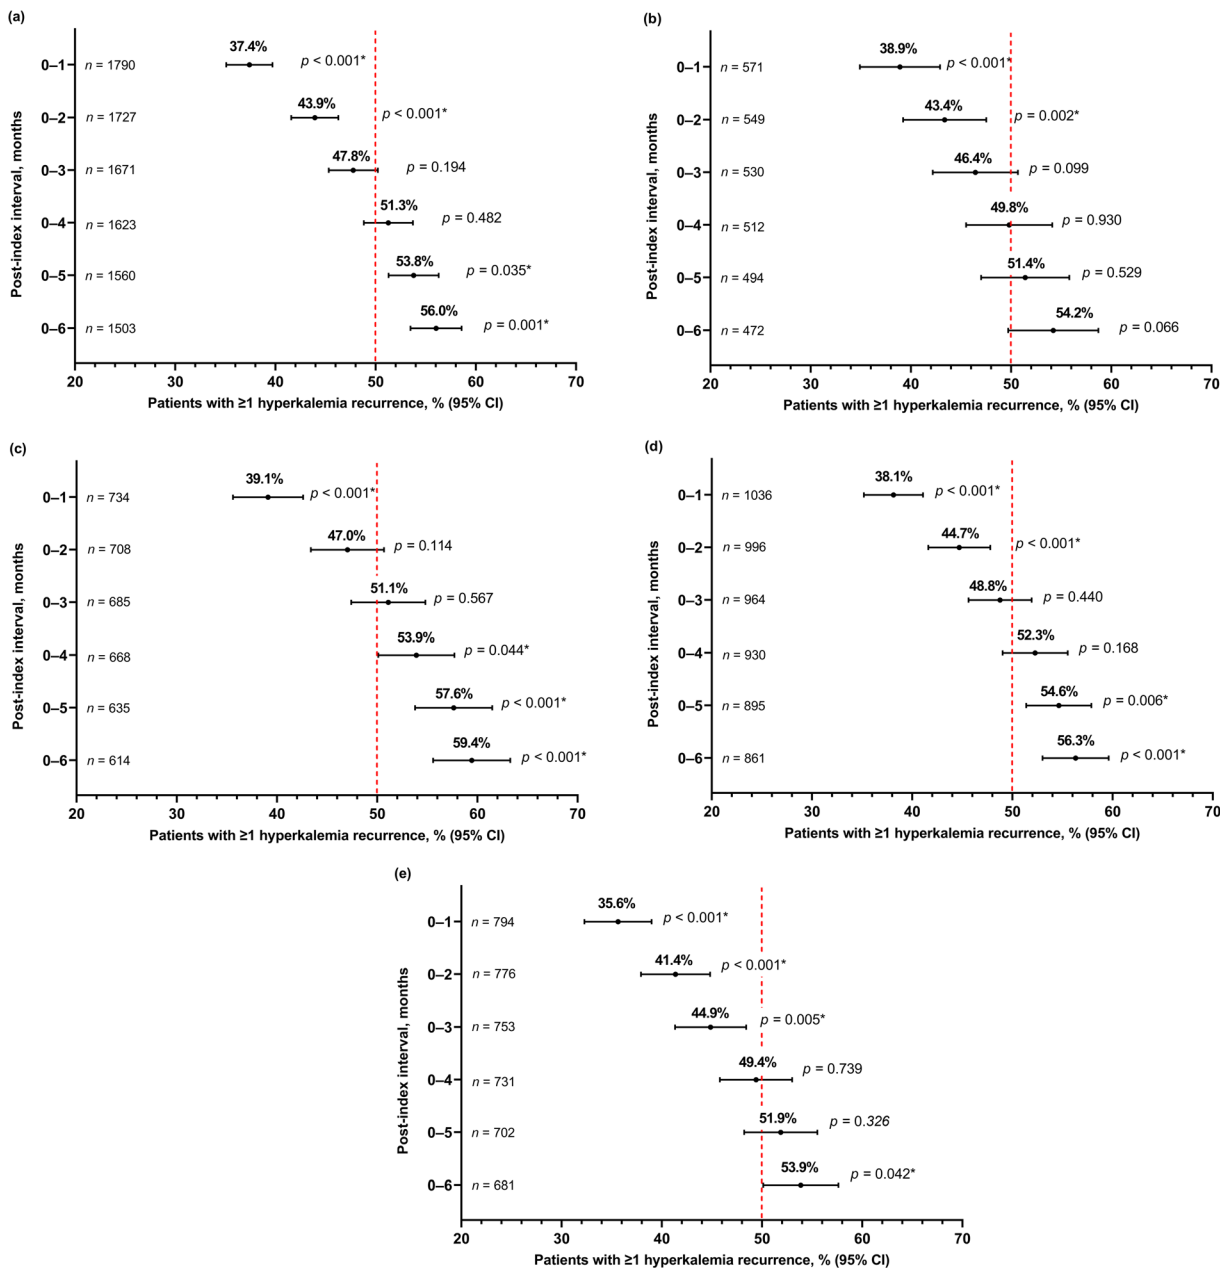 (a)
Post-index interval, months
37.4%
0–1 n = 1790 p < 0.001*
43.9%
0–2 n = 1727 p < 0.001*
47.8%
0–3 n = 1671 p = 0.194
51.3%
0–4 n = 1623 p = 0.482
53.8%
0–5 n = 1560 p = 0.035*
56.0%
0–6 n = 1503 p = 0.001*
20 30 40 50 60 70
Patients with ≥1 hyperkalemia recurrence, % (95% CI)
(b)
Post-index interval, months
38.9%
0–1 n = 571 p < 0.001*
43.4%
0–2 n = 549 p = 0.002*
46.4%
0–3 n = 530 p = 0.099
49.8%
0–4 n = 512 p = 0.930
51.4%
0–5 n = 494 p = 0.529
54.2%
0–6 n = 472 p = 0.066
20 30 40 50 60 70
Patients with ≥1 hyperkalemia recurrence, % (95% CI)
(c)
Post-index interval, months
39.1%
0–1 n = 734 p < 0.001*
47.0%
0–2 n = 708 p = 0.114
51.1%
0–3 n = 685 p = 0.567
53.9%
0–4 n = 668 p = 0.044*
57.6%
0–5 n = 635 p < 0.001*
59.4%
0–6 n = 614 p < 0.001*
20 30 40 50 60 70
Patients with ≥1 hyperkalemia recurrence, % (95% CI)
(d)
Post-index interval, months
38.1%
0–1 n = 1036 p < 0.001*
44.7%
0–2 n = 996 p < 0.001*
48.8%
0–3 n = 964 p = 0.440
52.3%
0–4 n = 930 p = 0.168
54.6%
0–5 n = 895 p = 0.006*
56.3%
0–6 n = 861 p < 0.001*
20 30 40 50 60 70
Patients with ≥1 hyperkalemia recurrence, % (95% CI)
(e)
Post-index interval, months
35.6%
0–1 n = 794 p < 0.001*
41.4%
0–2 n = 776 p < 0.001*
44.9%
0–3 n = 753 p = 0.005*
49.4%
0–4 n = 731 p = 0.739
51.9%
0–5 n = 702 p = 0.326
53.9%
0–6 n = 681 p = 0.042*
20 30 40 50 60 70
Patients with ≥1 hyperkalemia recurrence, % (95% CI)